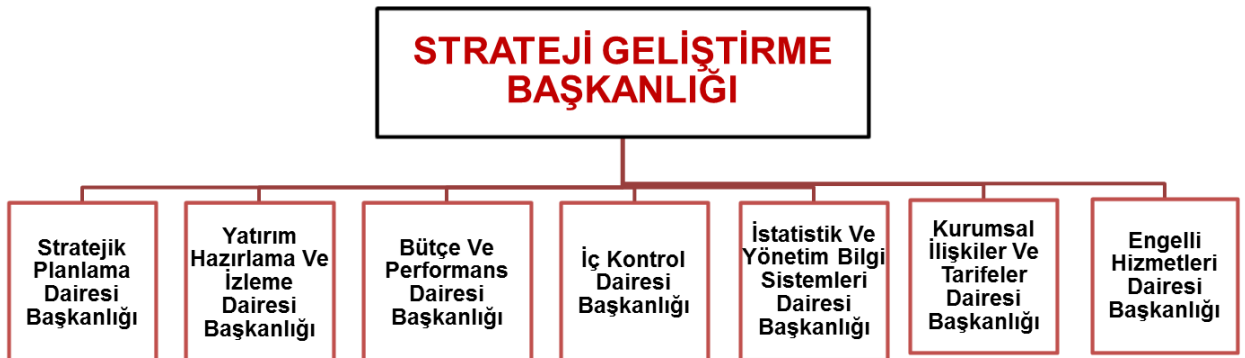 STRATEJİ GELİŞTİRME
BAŞKANLIĞI
Stratejik
Planlama
Dairesi
Başkanlığı
Yatırım
Hazırlama Ve
İzleme
Dairesi
Başkanlığı
Bütçe Ve
Performans
Dairesi
Başkanlığı
İç Kontrol
Dairesi
Başkanlığı
İstatistik Ve
Yönetim Bilgi
Sistemleri
Dairesi
Başkanlığı
Kurumsal
İlişkiler Ve
Tarifeler
Dairesi
Başkanlığı
Engelli
Hizmetleri
Dairesi
Başkanlığı